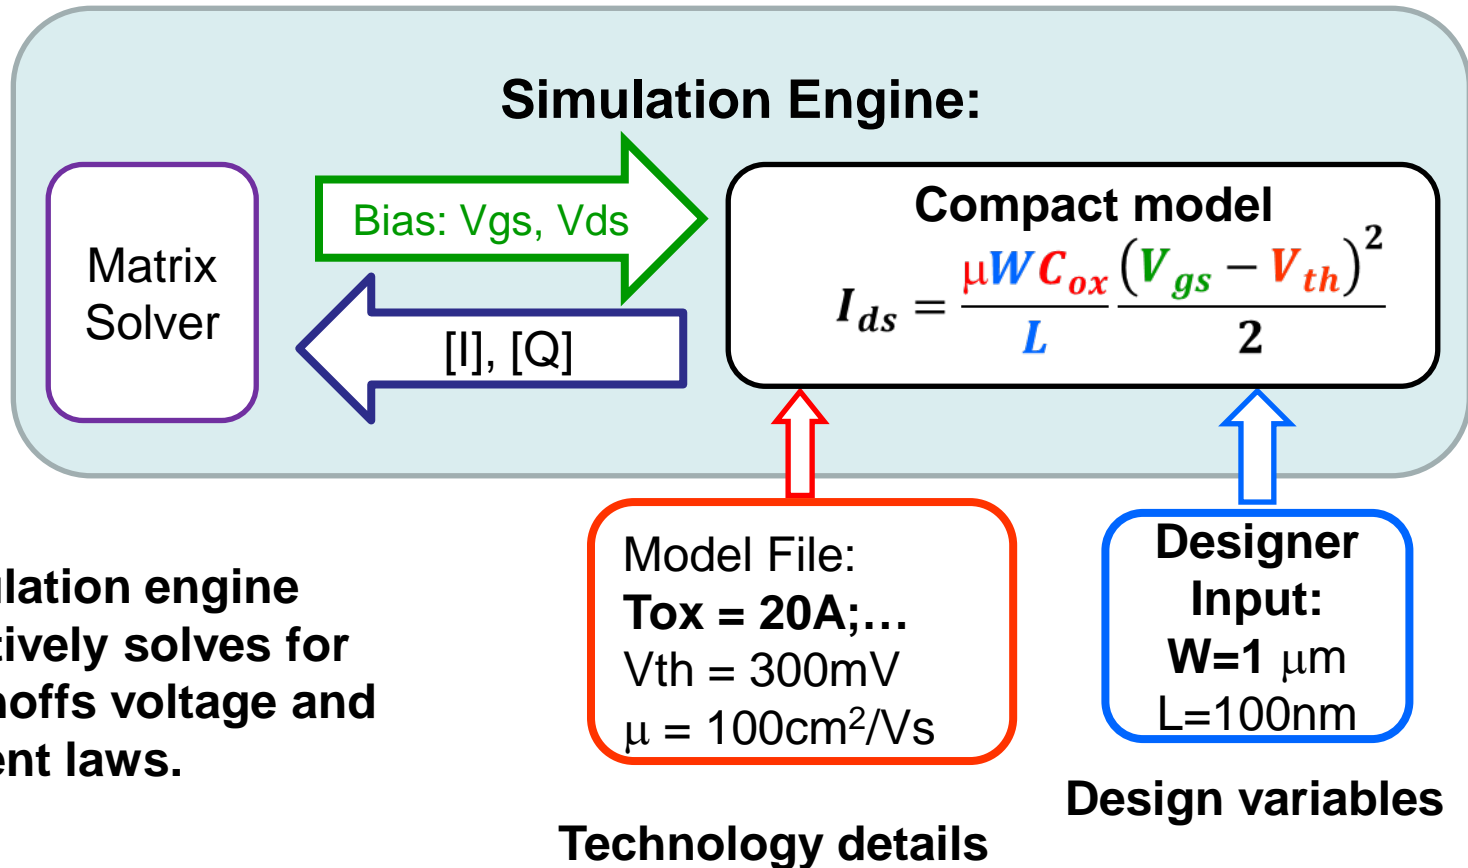 Simulation Engine:
Matrix
Solver
Bias: Vgs, Vds
[I], [Q]
Compact model
I_ds = μWC_ox/L (V_gs − V_th)^2/2
ulation engine
tively solves for
hoffs voltage and
ent laws.
Model File:
Tox = 20A;…
Vth = 300mV
μ = 100cm²/Vs
Technology details
Designer
Input:
W=1 μm
L=100nm
Design variables